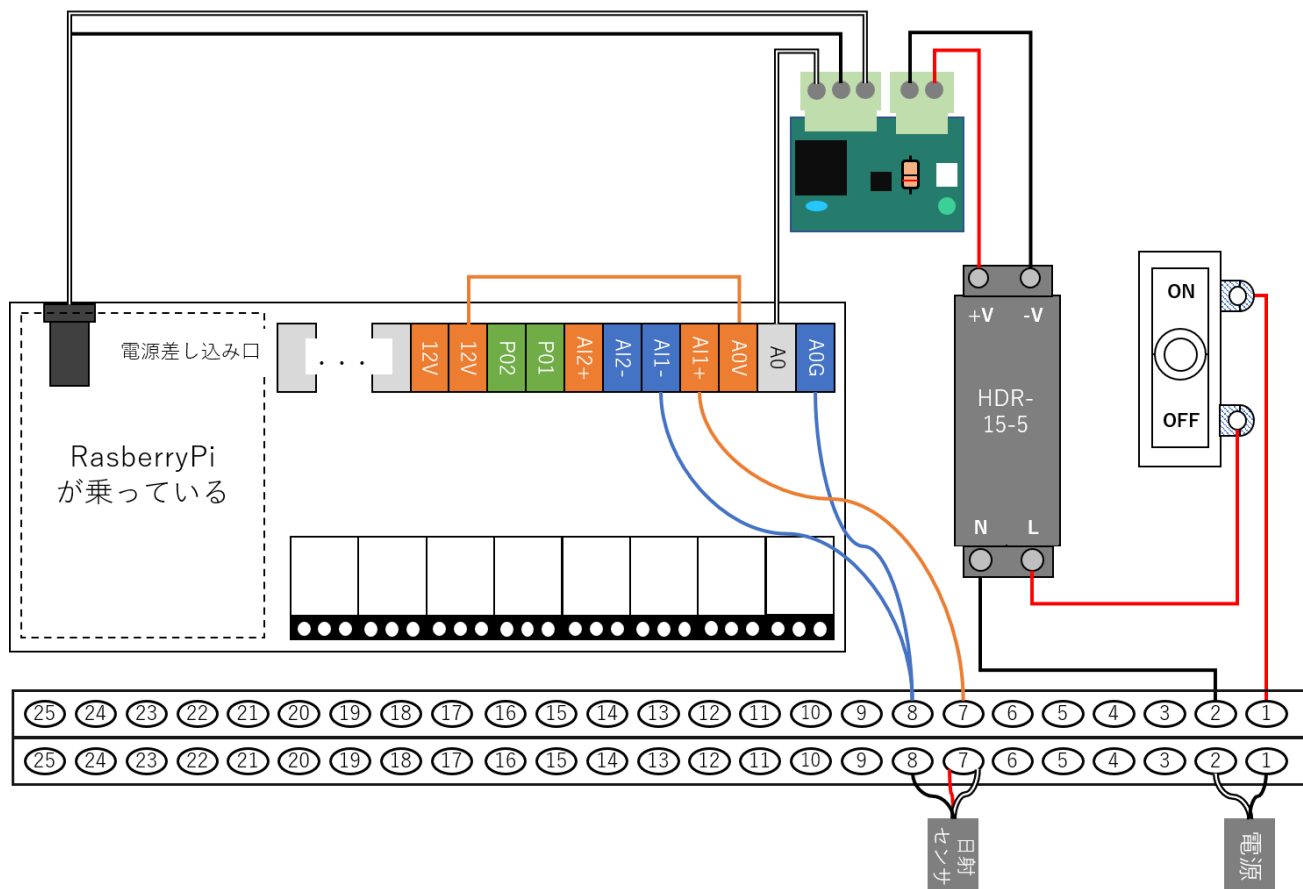 電源差し込み口
RasberryPi
が乗っている
. . .
12V
12V
P02
P01
AI2+
AI2-
AI1-
AI1+
A0V
A0
A0G
+V -V
HDR-
15-5
N L
ON
OFF
25 24 23 22 21 20 19 18 17 16 15 14 13 12 11 10 9 8 7 6 5 4 3 2 1
25 24 23 22 21 20 19 18 17 16 15 14 13 12 11 10 9 8 7 6 5 4 3 2 1
日射
センサ
電源